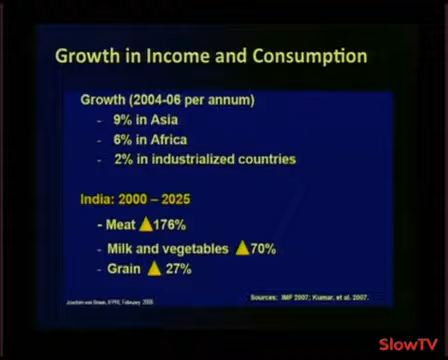 Growth in Income and Consumption
Growth (2004-06 per annum)
- 9% in Asia
- 6% in Africa
- 2% in industrialized countries
India: 2000 – 2025
- Meat 176%
- Milk and vegetables 70%
- Grain 27%
Joachim von Braun, IFPRI, February 2008
Sources: IMF 2007; Kumar, et al. 2007.
SlowTV